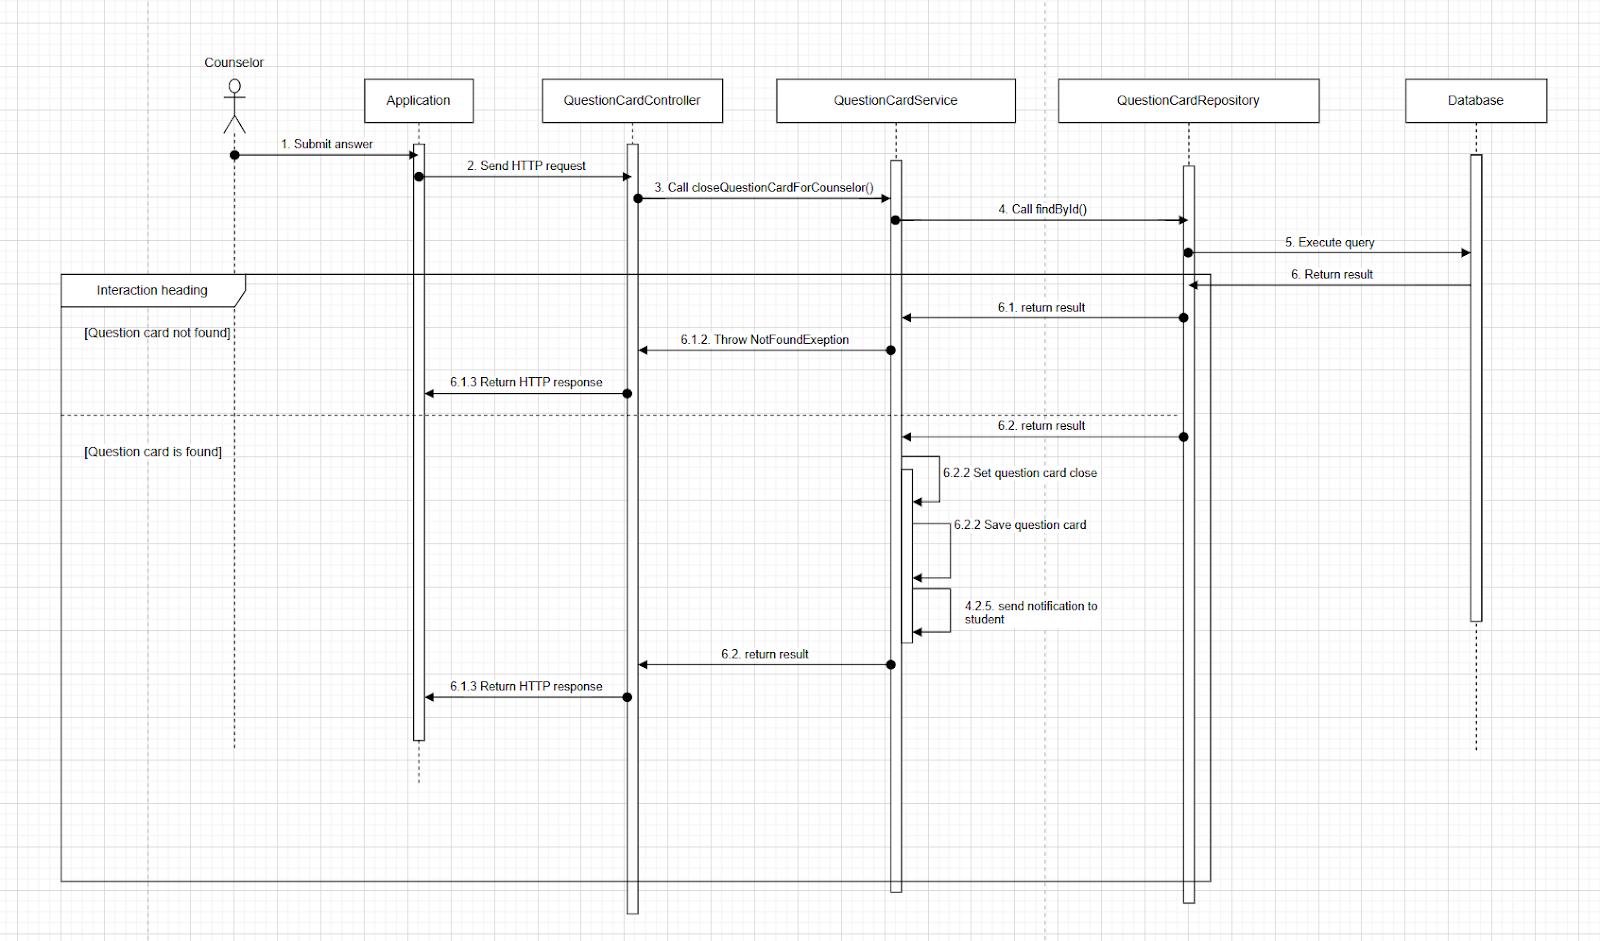 Counselor
Application
QuestionCardController
QuestionCardService
QuestionCardRepository
Database
1. Submit answer
2. Send HTTP request
3. Call closeQuestionCardForCounselor()
4. Call findById()
5. Execute query
6. Return result
Interaction heading
6.1. return result
[Question card not found]
6.1.2. Throw NotFoundExeption
6.1.3 Return HTTP response
6.2. return result
[Question card is found]
6.2.2 Set question card close
6.2.2 Save question card
4.2.5. send notification to
student
6.2. return result
6.1.3 Return HTTP response